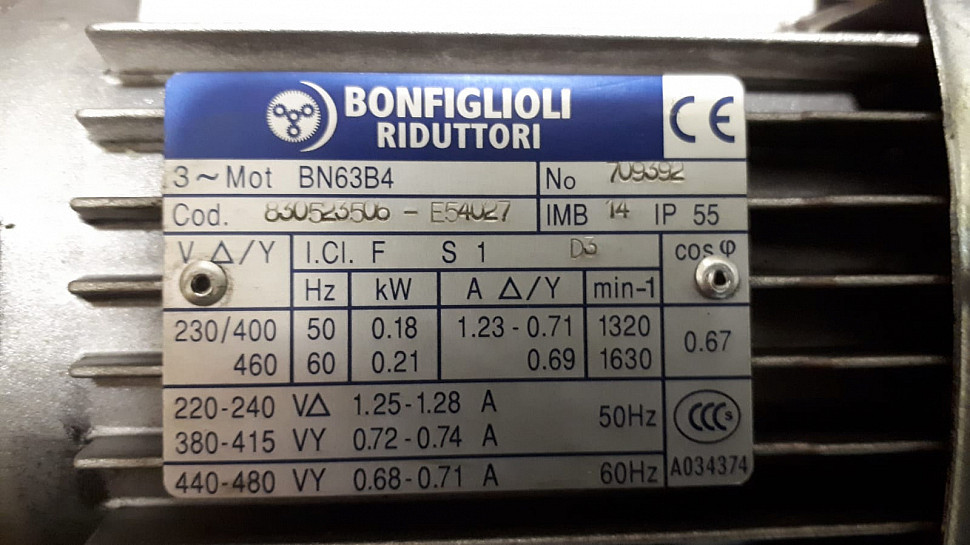 BONFIGLIOLI
RIDUTTORI
CE
3~Mot BN63B4 No 709392
Cod. 830523506 - E54027 IMB 14 IP 55
V Δ/Y I.Cl. F S 1 D3 cos φ
Hz kW A Δ/Y min-1
230/400 50 0.18 1.23 - 0.71 1320 0.67
460 60 0.21 0.69 1630
220-240 VΔ 1.25-1.28 A 50Hz
380-415 VY 0.72-0.74 A
CCC S
440-480 VY 0.68-0.71 A 60Hz A034374